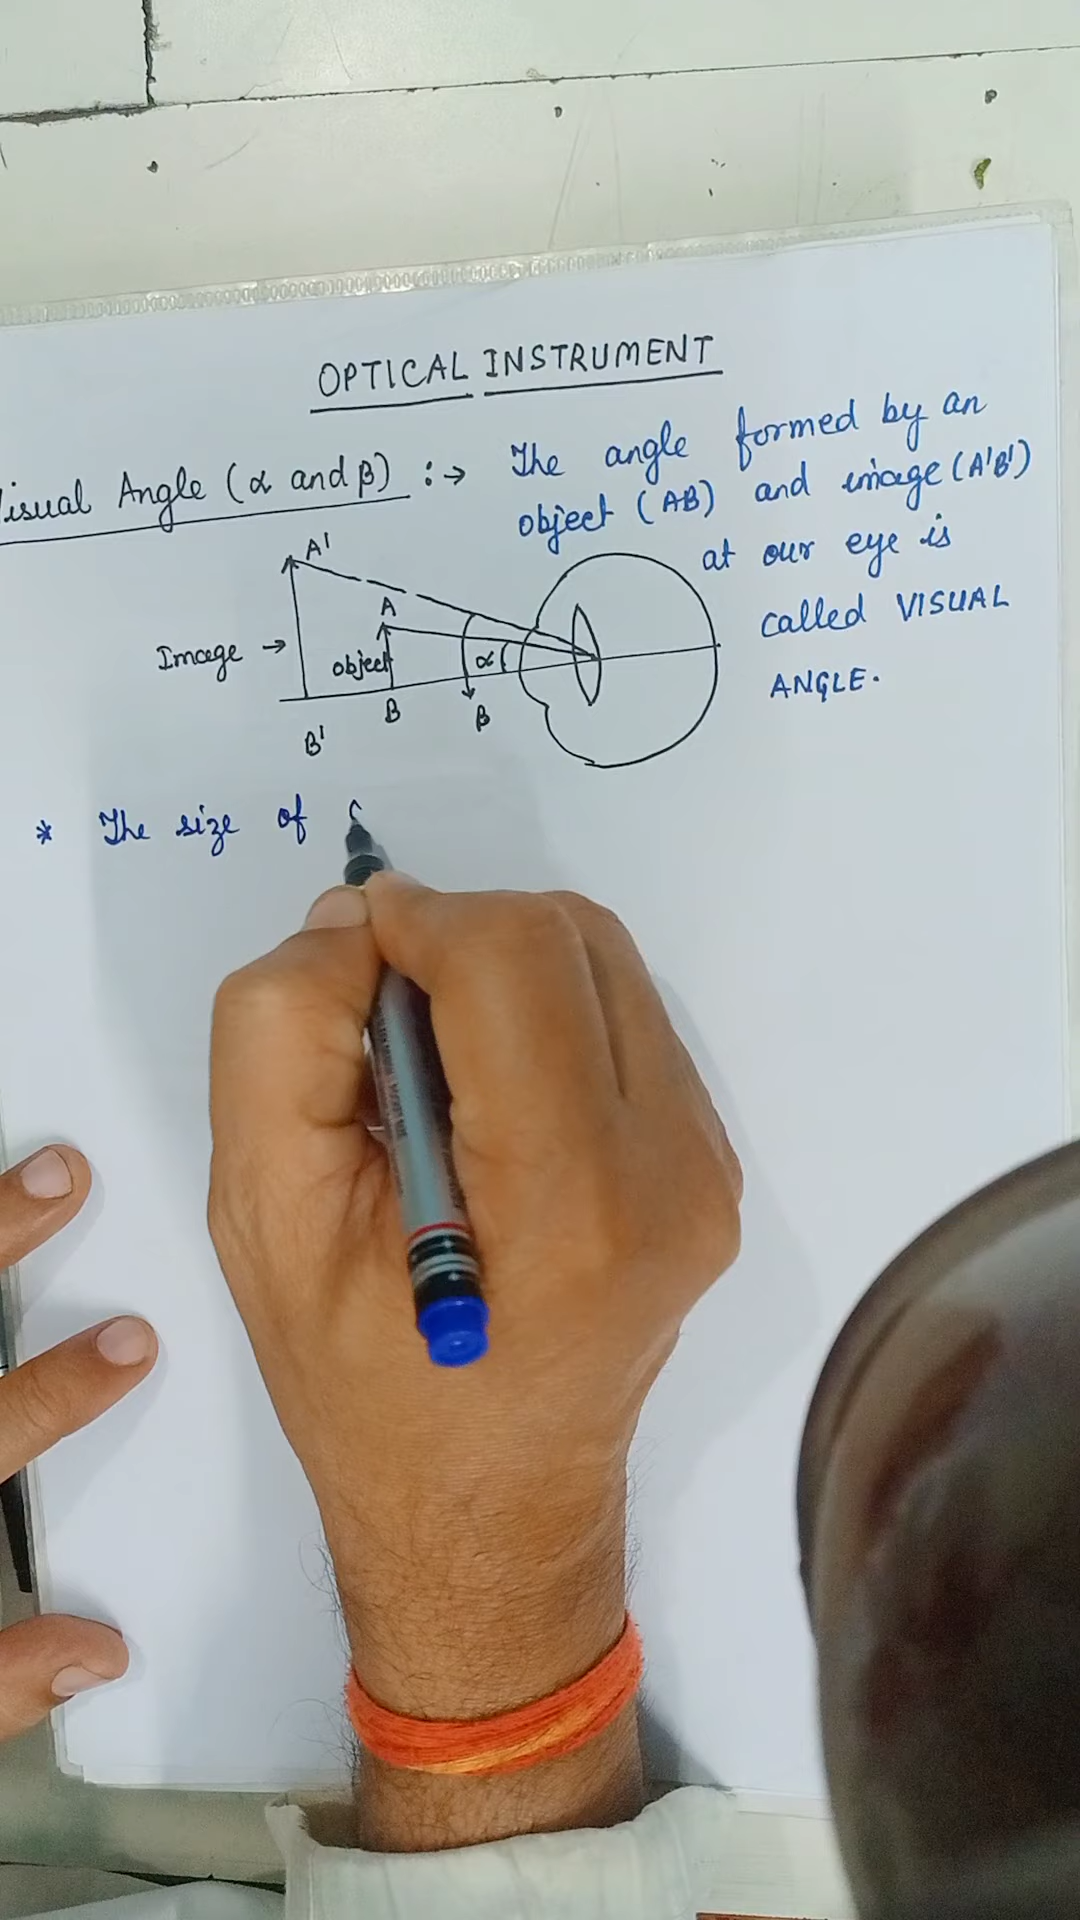 OPTICAL INSTRUMENT
isual Angle (α and β) :→ The angle formed by an
object (AB) and image (A'B')
at our eye is
called VISUAL
ANGLE.
A'
A
Image →
object
α
B
β
B'
* The size of